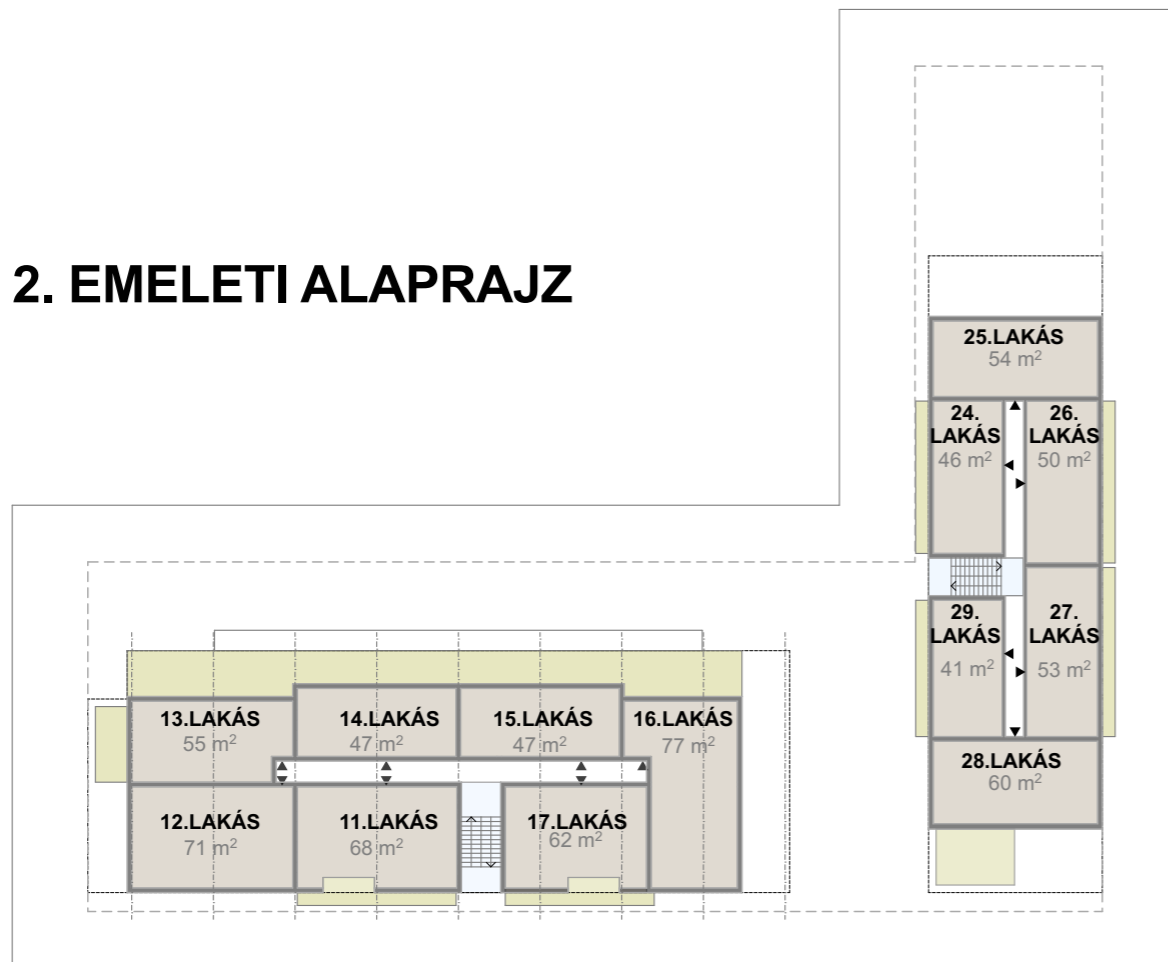 2. EMELETI ALAPRAJZ
25.LAKÁS
54 m²
24.
LAKÁS
46 m²
26.
LAKÁS
50 m²
29.
LAKÁS
41 m²
27.
LAKÁS
53 m²
28.LAKÁS
60 m²
13.LAKÁS
55 m²
14.LAKÁS
47 m²
15.LAKÁS
47 m²
16.LAKÁS
77 m²
12.LAKÁS
71 m²
11.LAKÁS
68 m²
17.LAKÁS
62 m²